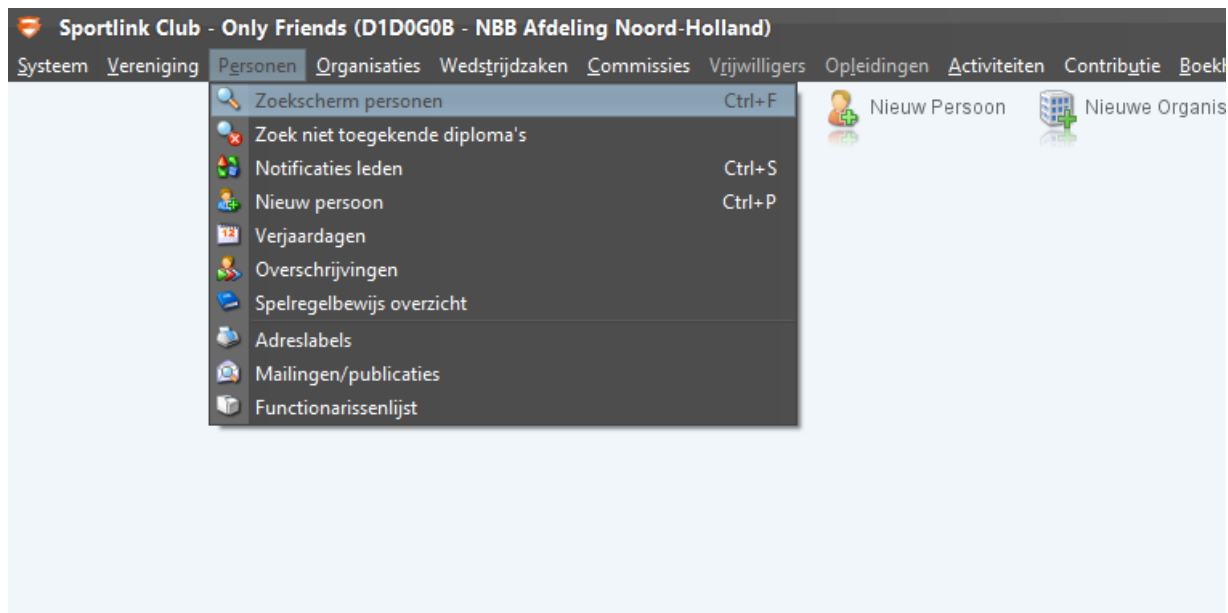 Sportlink Club - Only Friends (D1D0G0B - NBB Afdeling Noord-Holland)
Systeem Vereniging Personen Organisaties Wedstrijdzaken Commissies Vrijwilligers Opleidingen Activiteiten Contributie
Zoekscherm personen Ctrl+F
Nieuw Persoon Nieuwe
Zoek niet toegekende diploma's
Notificaties leden Ctrl+S
Nieuw persoon Ctrl+P
12 Verjaardagen
Overschrijvingen
Spelregelbewijs overzicht
Adreslabels
Mailingen/publicaties
Functionarissenlijst